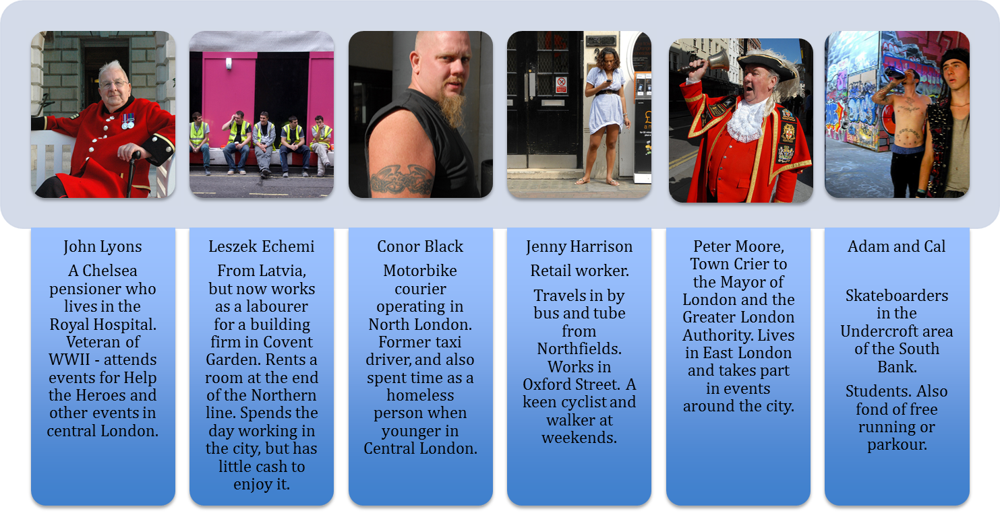 John Lyons
A Chelsea
pensioner who
lives in the
Royal Hospital.
Veteran of
WWII - attends
events for Help
the Heroes and
other events in
central London.
Leszek Echemi
From Latvia,
but now works
as a labourer
for a building
firm in Covent
Garden. Rents a
room at the end
of the Northern
line. Spends the
day working in
the city, but has
little cash to
enjoy it.
Conor Black
Motorbike
courier
operating in
North London.
Former taxi
driver, and also
spent time as a
homeless
person when
younger in
Central London.
Jenny Harrison
Retail worker.
Travels in by
bus and tube
from
Northfields.
Works in
Oxford Street. A
keen cyclist and
walker at
weekends.
Peter Moore,
Town Crier to
the Mayor of
London and the
Greater London
Authority. Lives
in East London
and takes part
in events
around the city.
Adam and Cal
Skateboarders
in the
Undercroft area
of the South
Bank.
Students. Also
fond of free
running or
parkour.